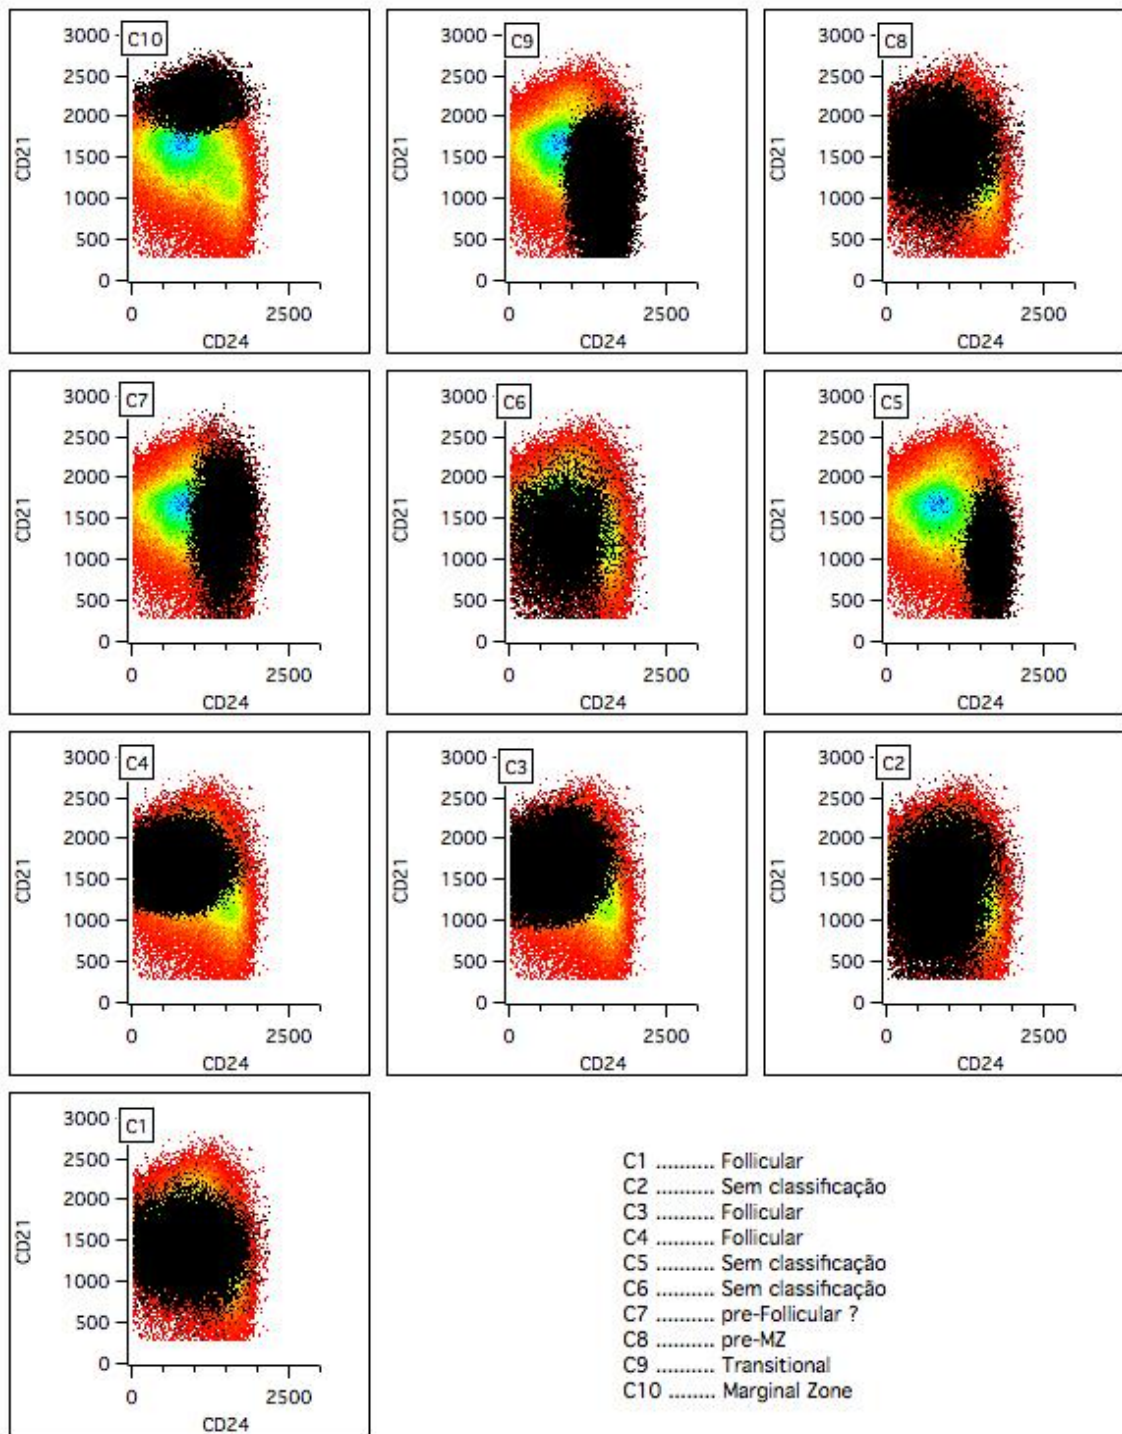 C10
3000
2500
2000
1500
1000
500
0
CD21
0 2500
CD24
C9
3000
2500
2000
1500
1000
500
0
CD21
0 2500
CD24
C8
3000
2500
2000
1500
1000
500
0
CD21
0 2500
CD24
C7
3000
2500
2000
1500
1000
500
0
CD21
0 2500
CD24
C6
3000
2500
2000
1500
1000
500
0
CD21
0 2500
CD24
C5
3000
2500
2000
1500
1000
500
0
CD21
0 2500
CD24
C4
3000
2500
2000
1500
1000
500
0
CD21
0 2500
CD24
C3
3000
2500
2000
1500
1000
500
0
CD21
0 2500
CD24
C2
3000
2500
2000
1500
1000
500
0
CD21
0 2500
CD24
C1
3000
2500
2000
1500
1000
500
0
CD21
0 2500
CD24
C1 .......... Follicular
C2 .......... Sem classificação
C3 .......... Follicular
C4 .......... Follicular
C5 .......... Sem classificação
C6 .......... Sem classificação
C7 .......... pre-Follicular ?
C8 .......... pre-MZ
C9 .......... Transitional
C10 ........ Marginal Zone